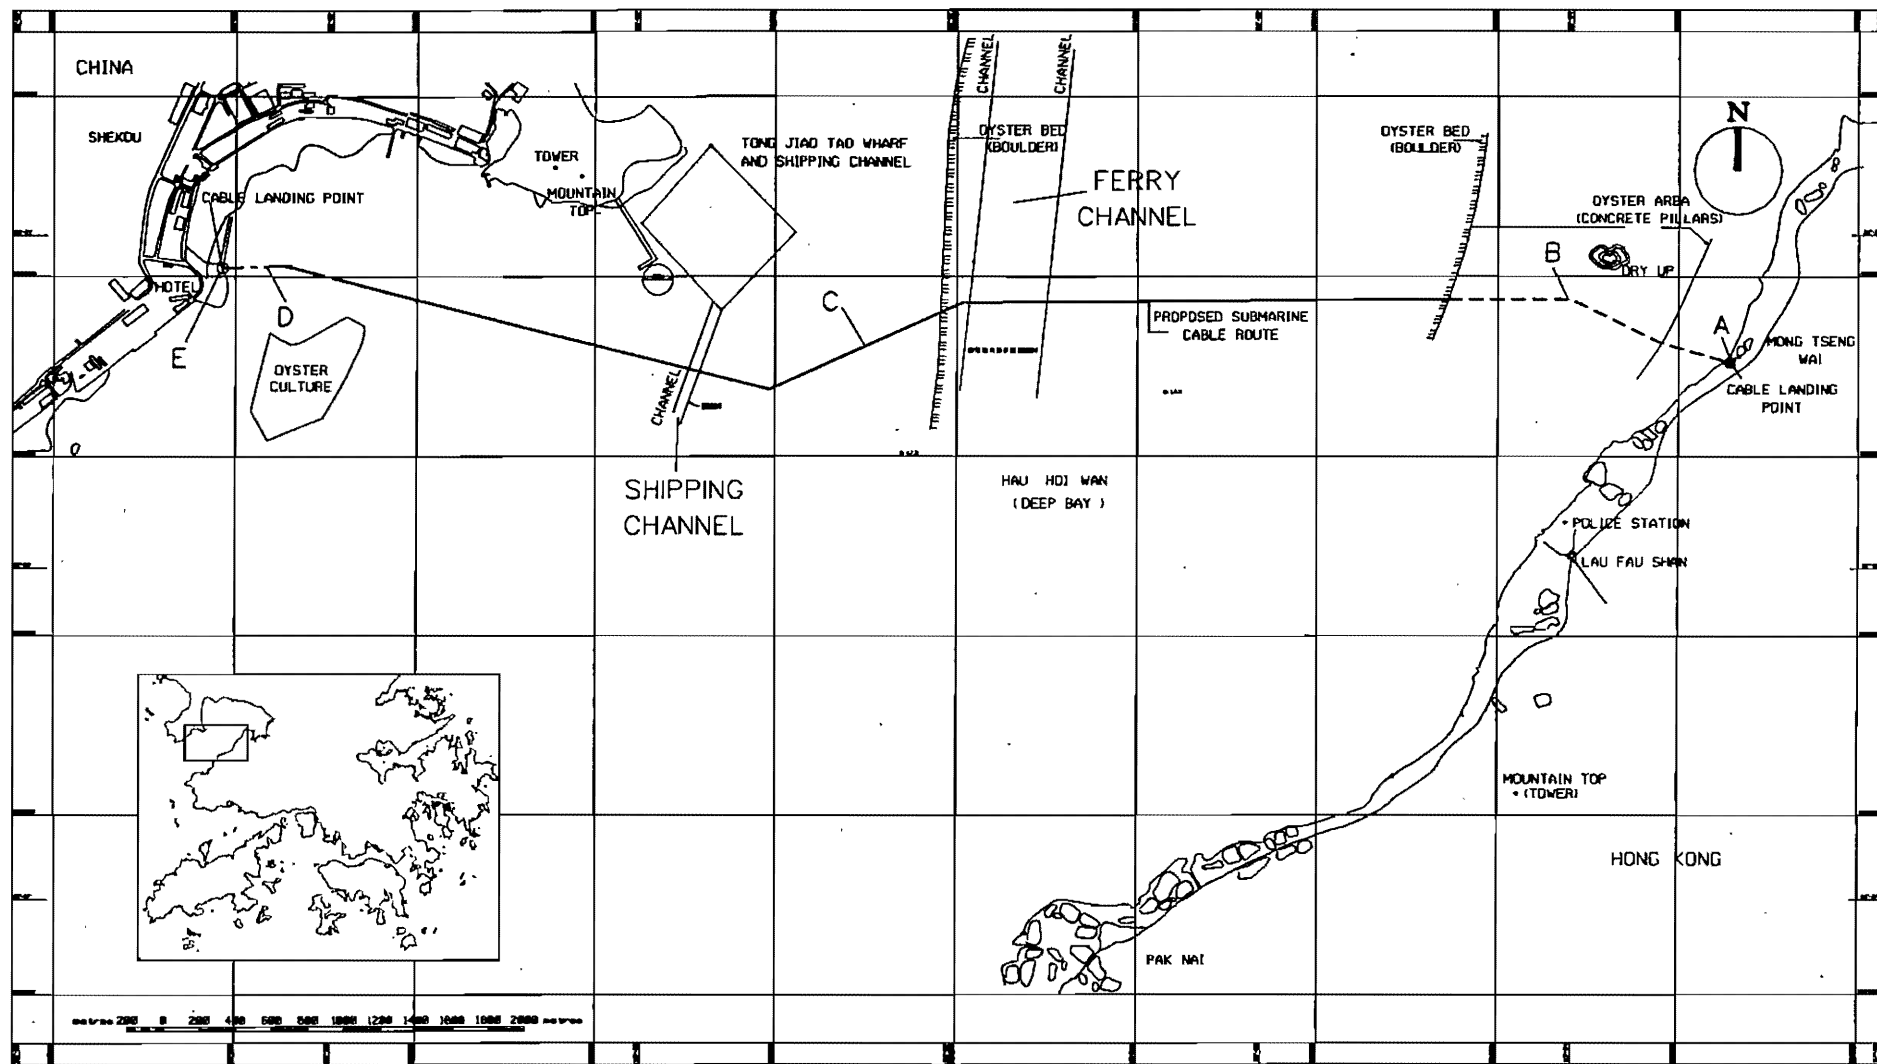 CHINA
SHEKOU
CABLE LANDING POINT
TOWER
MOUNTAIN
TOP
TONG JIAO TAO WHARF
AND SHIPPING CHANNEL
CHANNEL
CHANNEL
OYSTER BED
(BOULDER)
FERRY
CHANNEL
OYSTER BED
(BOULDER)
N
OYSTER AREA
(CONCRETE PILLARS)
B
DRY UP
HOTEL
D
E
C
PROPOSED SUBMARINE
CABLE ROUTE
A
MONG TSENG
WAI
CABLE LANDING
POINT
OYSTER
CULTURE
CHANNEL
SHIPPING
CHANNEL
HAU HOI WAN
(DEEP BAY)
POLICE STATION
LAU FAU SHAN
MOUNTAIN TOP
(TOWER)
HONG KONG
PAK NAI
metres 200 0 200 400 600 800 1000 1200 1400 1600 1800 2000 metres